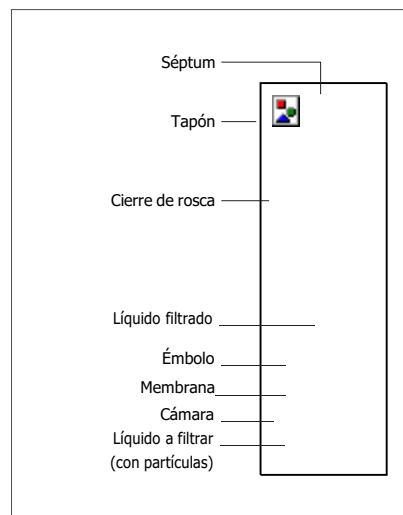 Séptum
Tapón
Cierre de rosca
Líquido filtrado
Émbolo
Membrana
Cámara
Líquido a filtrar
(con partículas)